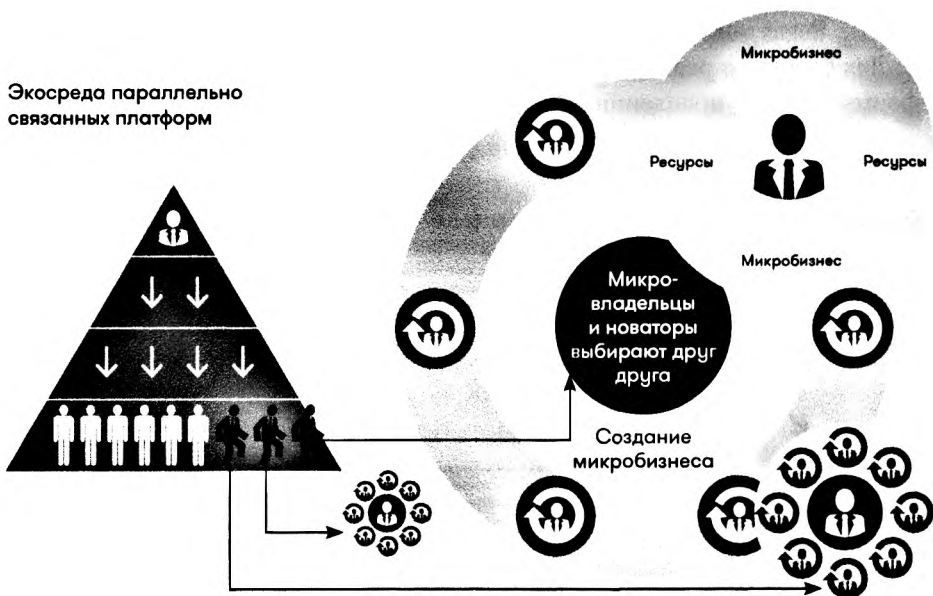 Экосреда параллельно
связанных платформ
Микробизнес
Ресурсы
Ресурсы
Микробизнес
Микро-
владельцы
и новаторы
выбирают друг
друга
Создание
микробизнеса